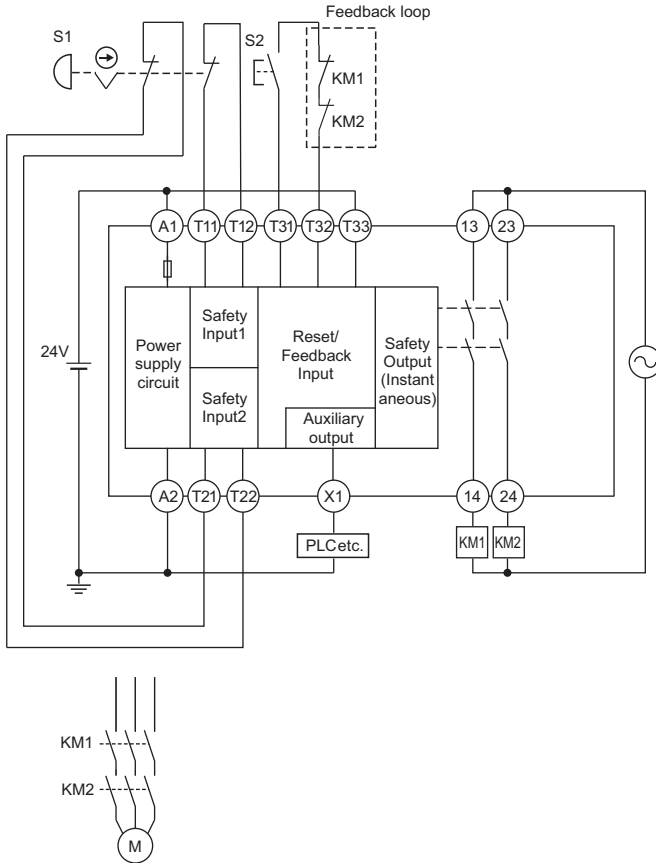 Feedback loop
S1
S2
KM1
KM2
A1
T11
T12
T31
T32
T33
13
23
24V
Power
supply
circuit
Safety
Input1
Safety
Input2
Reset/
Feedback
Input
Auxiliary
output
Safety
Output
(Instant
aneous)
A2
T21
T22
X1
14
24
PLC etc.
KM1
KM2
KM1
KM2
M